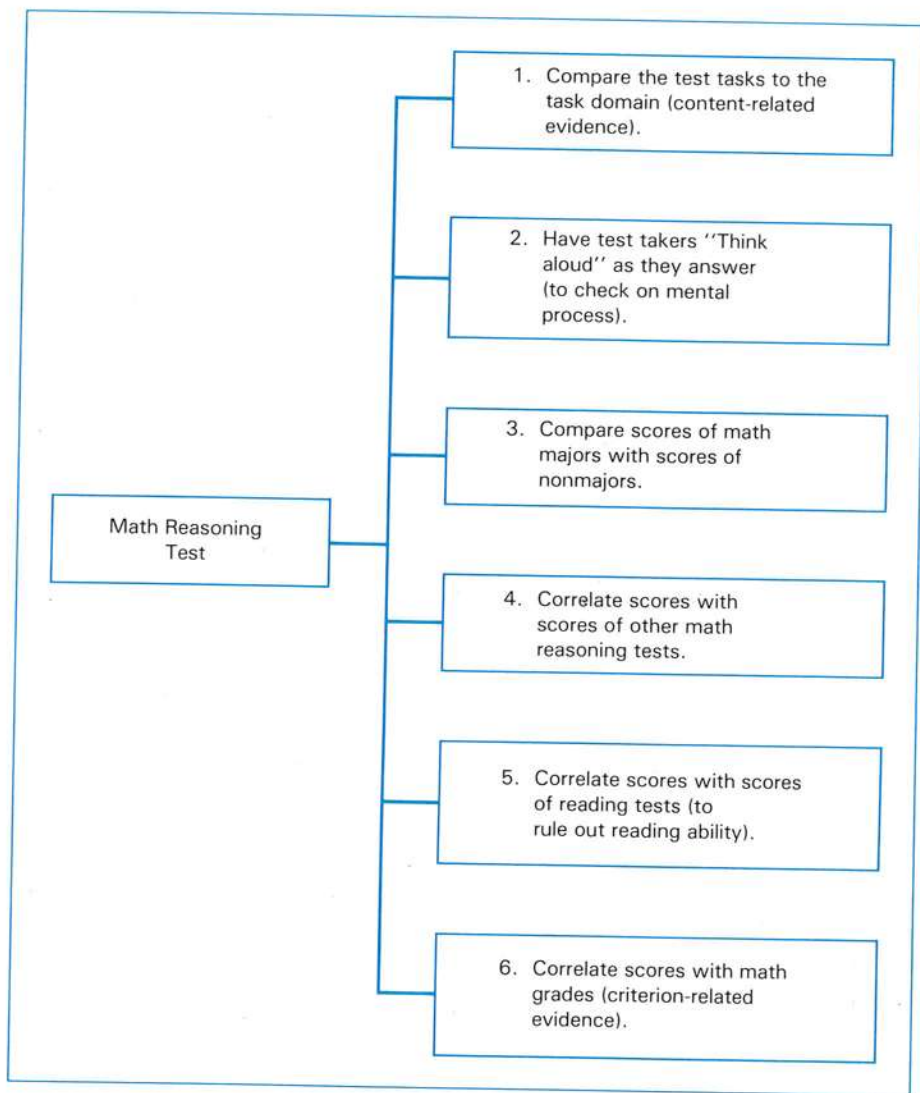 1. Compare the test tasks to the
task domain (content-related
evidence).
2. Have test takers ''Think
aloud'' as they answer
(to check on mental
process).
3. Compare scores of math
majors with scores of
nonmajors.
Math Reasoning
Test
4. Correlate scores with
scores of other math
reasoning tests.
5. Correlate scores with scores
of reading tests (to
rule out reading ability).
6. Correlate scores with math
grades (criterion-related
evidence).